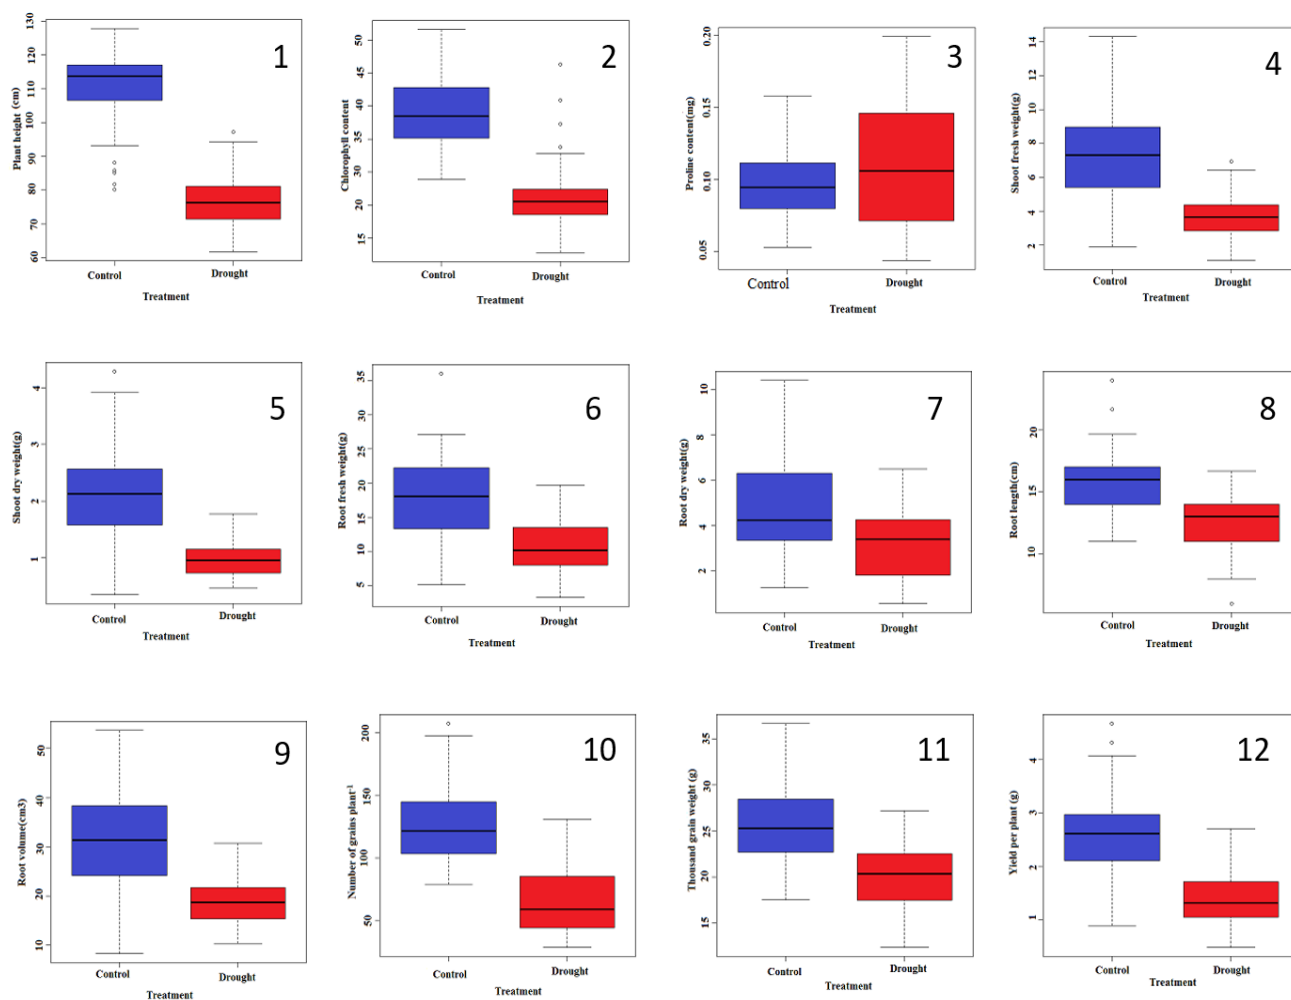 1
Plant height (cm)
60
70
80
90
100
110
120
130
Control
Drought
Treatment
2
Chlorophyll content
15
20
25
30
35
40
45
50
Control
Drought
Treatment
3
Proline content(mg)
0.05
0.10
0.15
0.20
Control
Drought
Treatment
4
Shoot fresh weight(g)
2
4
6
8
10
12
14
Control
Drought
Treatment
5
Shoot dry weight(g)
1
2
3
4
Control
Drought
Treatment
6
Root fresh weight(g)
5
10
15
20
25
30
35
Control
Drought
Treatment
7
Root dry weight(g)
2
4
6
8
10
Control
Drought
Treatment
8
Root length(cm)
10
15
20
Control
Drought
Treatment
9
Root volume(cm3)
10
20
30
40
50
Control
Drought
Treatment
10
Number of grains plant⁻¹
50
100
150
200
Control
Drought
Treatment
11
Thousand grain weight (g)
15
20
25
30
35
Control
Drought
Treatment
12
Yield per plant (g)
1
2
3
4
Control
Drought
Treatment